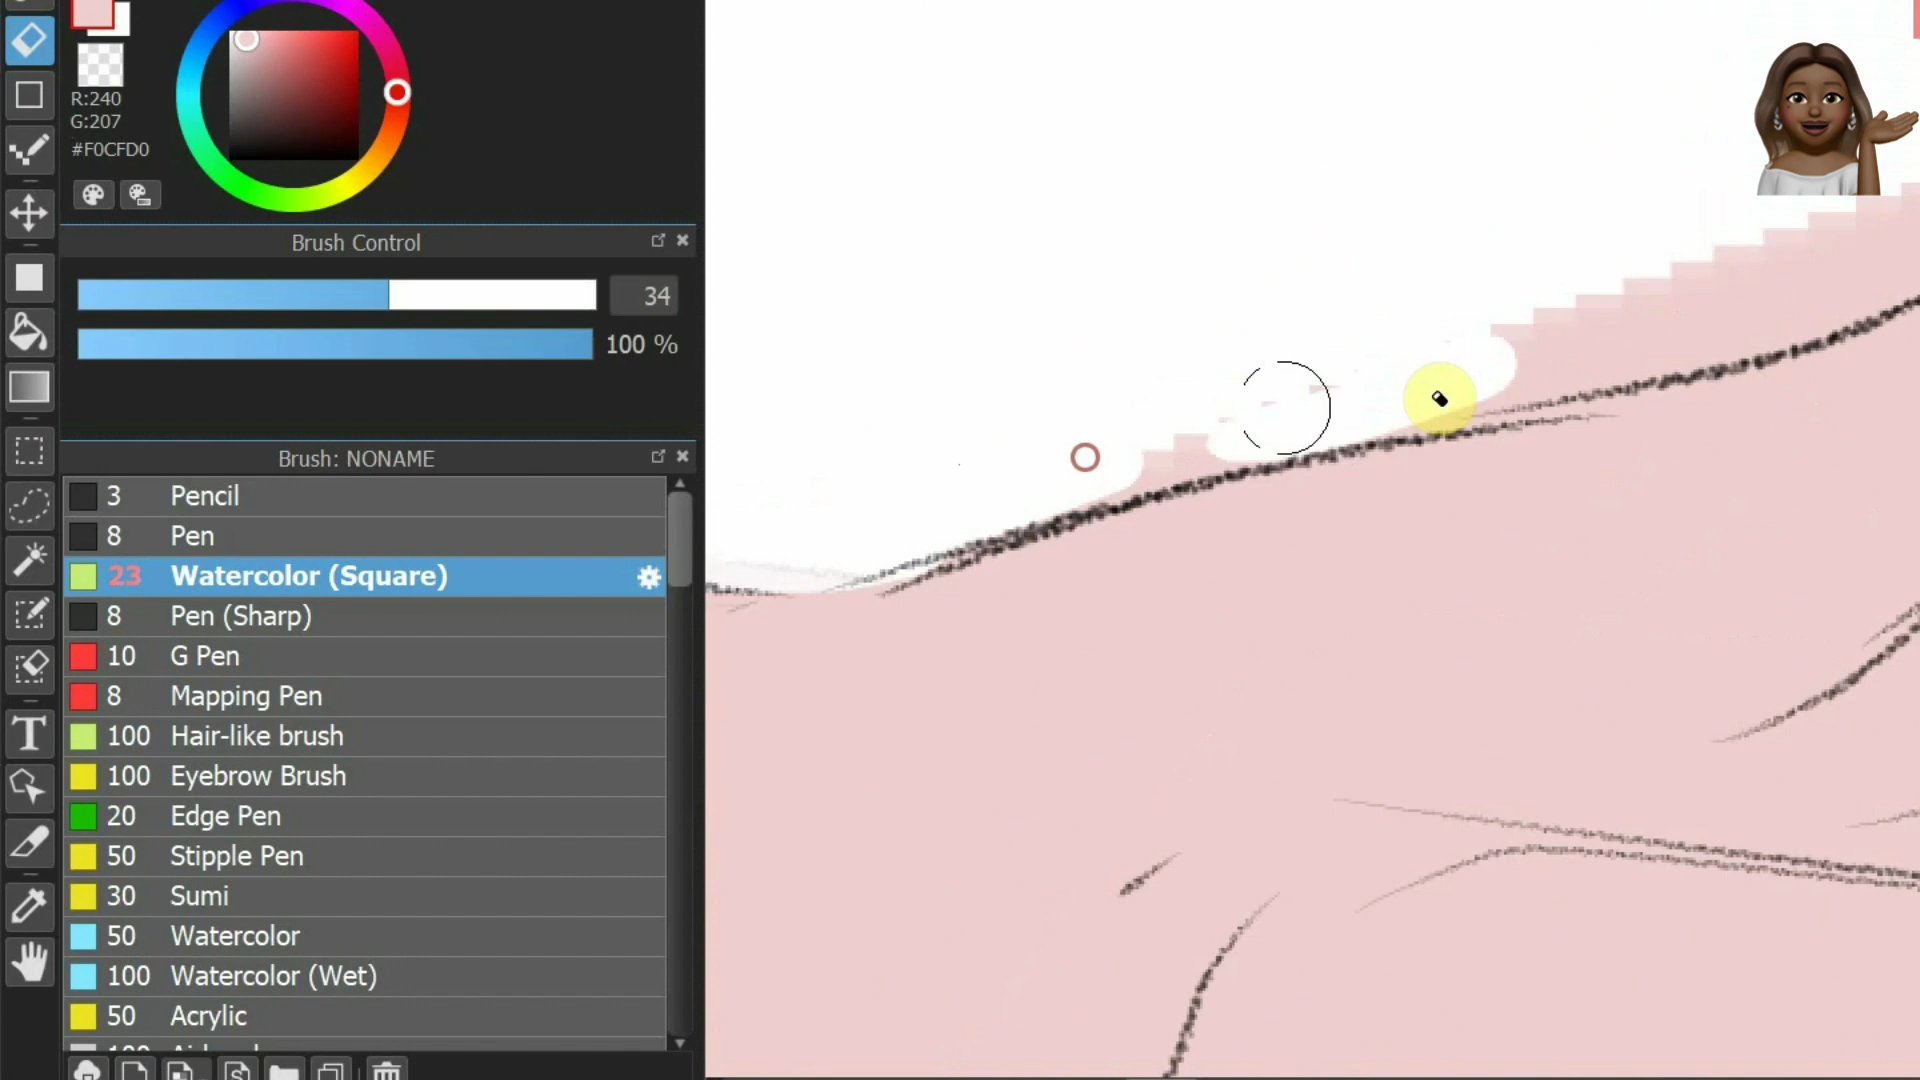 R:240
G:207
#F0CFD0
Brush Control
34
100 %
Brush: NONAME
3 Pencil
8 Pen
23 Watercolor (Square)
8 Pen (Sharp)
10 G Pen
8 Mapping Pen
100 Hair-like brush
100 Eyebrow Brush
20 Edge Pen
50 Stipple Pen
30 Sumi
50 Watercolor
100 Watercolor (Wet)
50 Acrylic
T
S